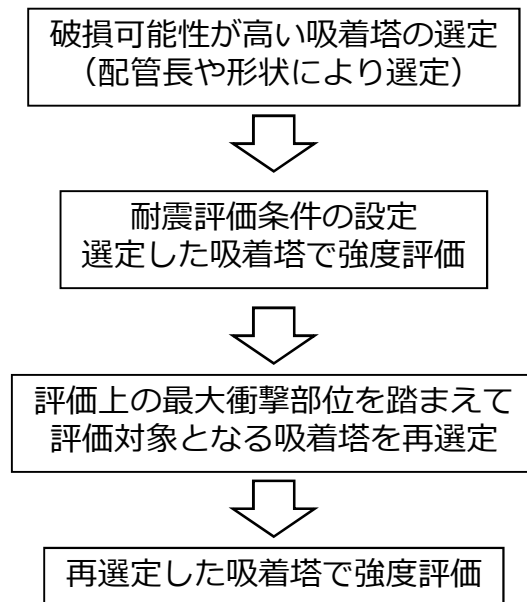 破損可能性が高い吸着塔の選定
（配管長や形状により選定）
耐震評価条件の設定
選定した吸着塔で強度評価
評価上の最大衝撃部位を踏まえて
評価対象となる吸着塔を再選定
再選定した吸着塔で強度評価